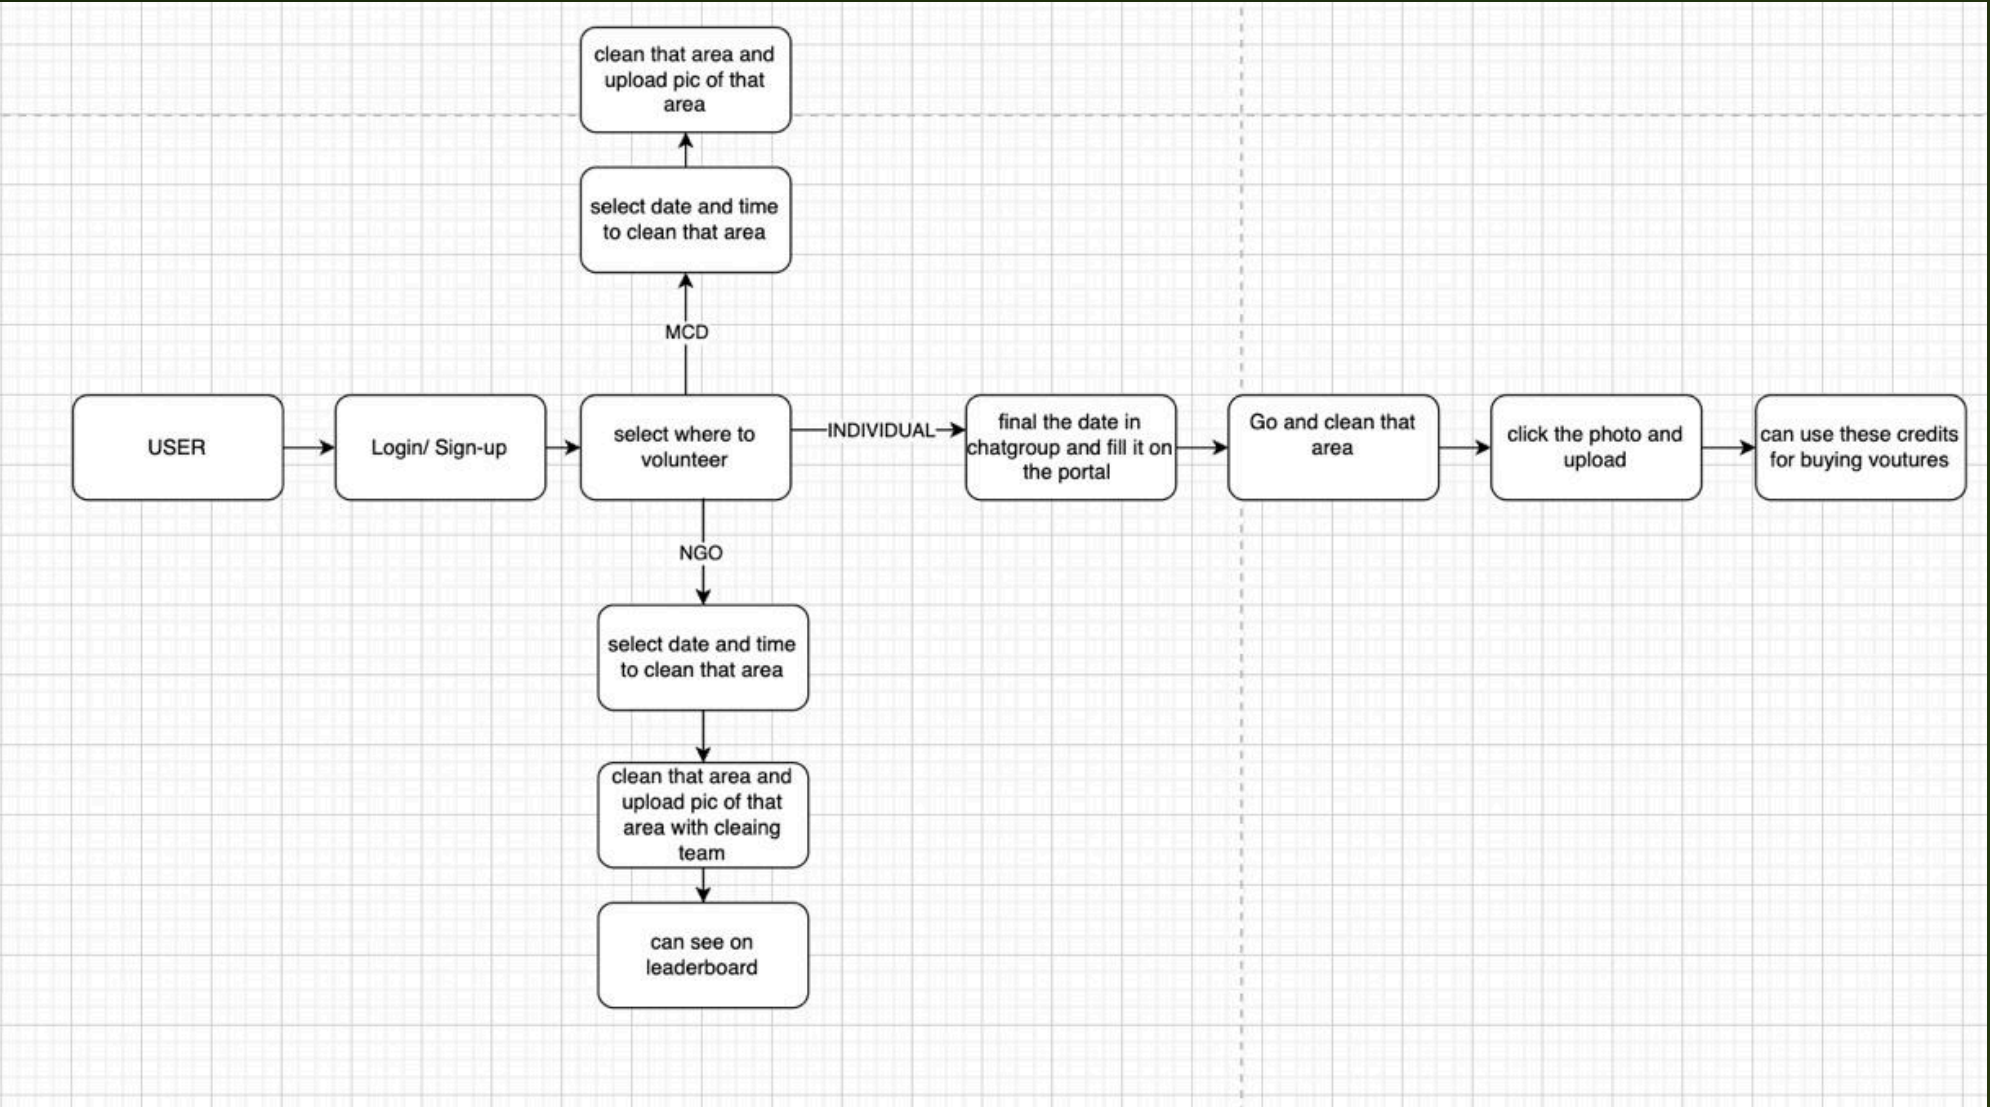 clean that area and
upload pic of that
area
select date and time
to clean that area
MCD
USER
Login/ Sign-up
select where to
volunteer
INDIVIDUAL
final the date in
chatgroup and fill it on
the portal
Go and clean that
area
click the photo and
upload
can use these credits
for buying voutures
NGO
select date and time
to clean that area
clean that area and
upload pic of that
area with cleaing
team
can see on
leaderboard